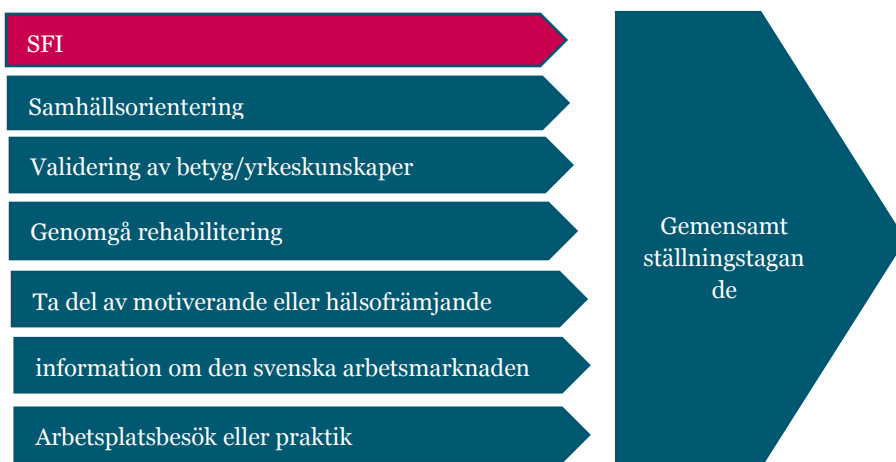 SFI
Samhällsorientering
Validering av betyg/yrkeskunskaper
Genomgå rehabilitering
Ta del av motiverande eller hälsofrämjande
information om den svenska arbetsmarknaden
Arbetsplatsbesök eller praktik
Gemensamt
ställningstagan
de